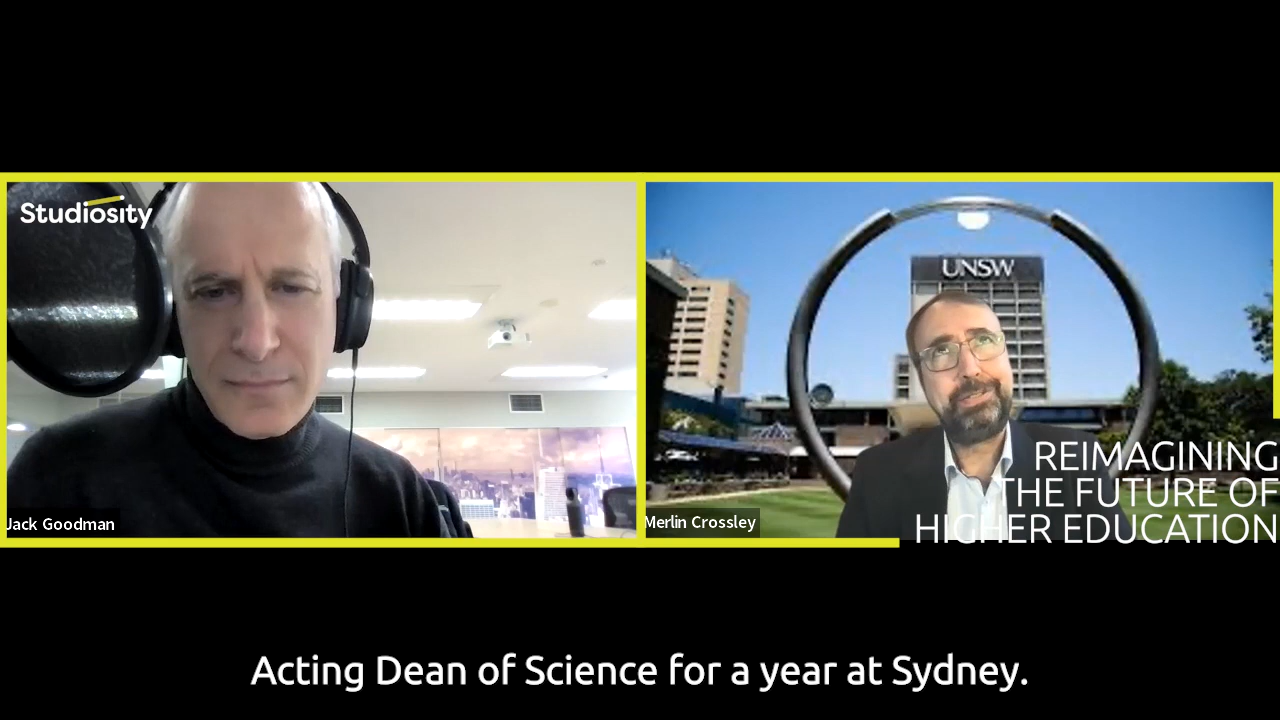 Studiosity
UNSW
Jack Goodman
Merlin Crossley
REIMAGINING
THE FUTURE OF
HIGHER EDUCATION
Acting Dean of Science for a year at Sydney.